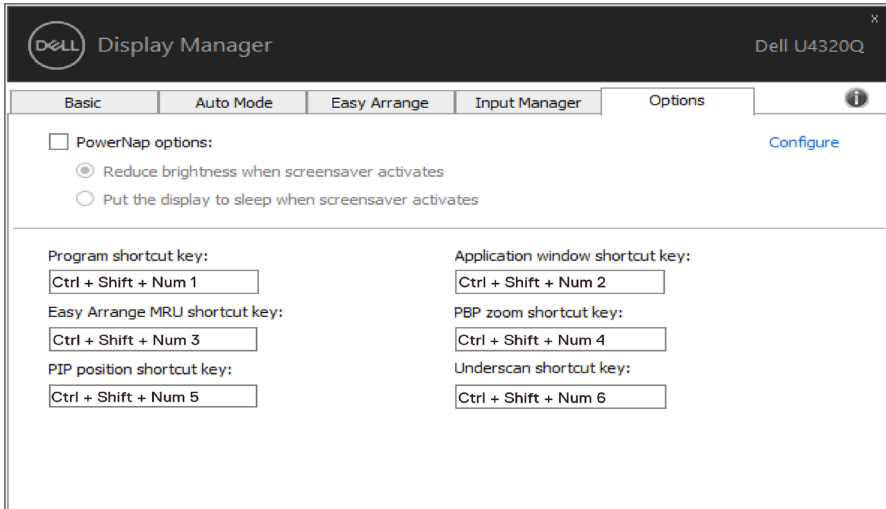 x
DELL Display Manager
Dell U4320Q
Basic
Auto Mode
Easy Arrange
Input Manager
Options
PowerNap options:
Configure
Reduce brightness when screensaver activates
Put the display to sleep when screensaver activates
Program shortcut key:
Application window shortcut key:
Ctrl + Shift + Num 1
Ctrl + Shift + Num 2
Easy Arrange MRU shortcut key:
PBP zoom shortcut key:
Ctrl + Shift + Num 3
Ctrl + Shift + Num 4
PIP position shortcut key:
Underscan shortcut key:
Ctrl + Shift + Num 5
Ctrl + Shift + Num 6